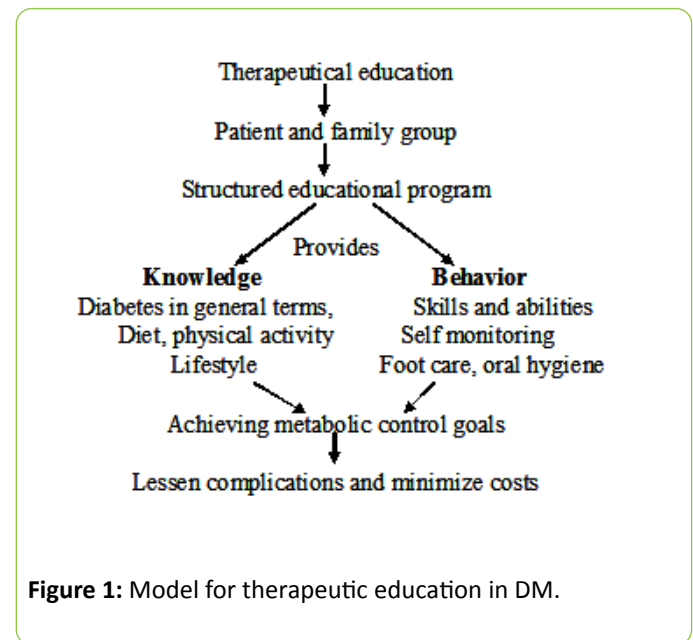 Therapeutical education
Patient and family group
Structured educational program
Provides
Knowledge
Diabetes in general terms,
Diet, physical activity
Lifestyle
Behavior
Skills and abilities
Self monitoring
Foot care, oral hygiene
Achieving metabolic control goals
Lessen complications and minimize costs
Figure 1: Model for therapeutic education in DM.